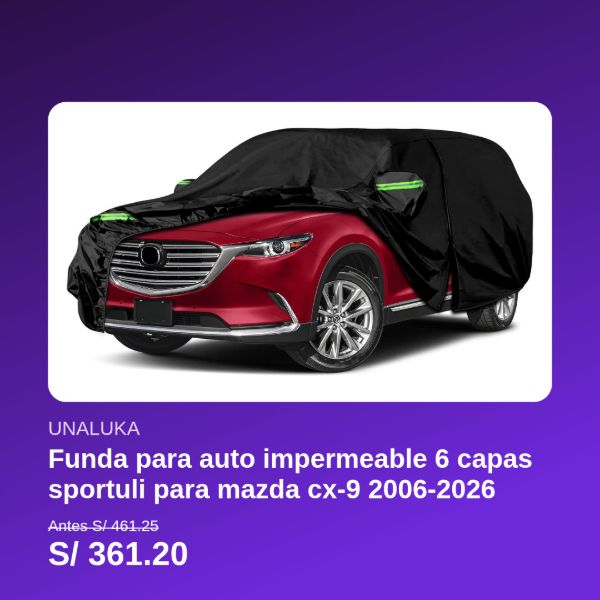 UNALUKA
Funda para auto impermeable 6 capas
sportuli para mazda cx-9 2006-2026
Antes S/ 461.25
S/ 361.20